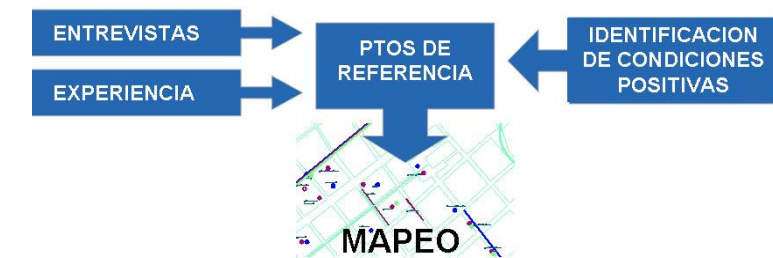 ENTREVISTAS
EXPERIENCIA
PTOS DE
REFERENCIA
IDENTIFICACION
DE CONDICIONES
POSITIVAS
MAPEO